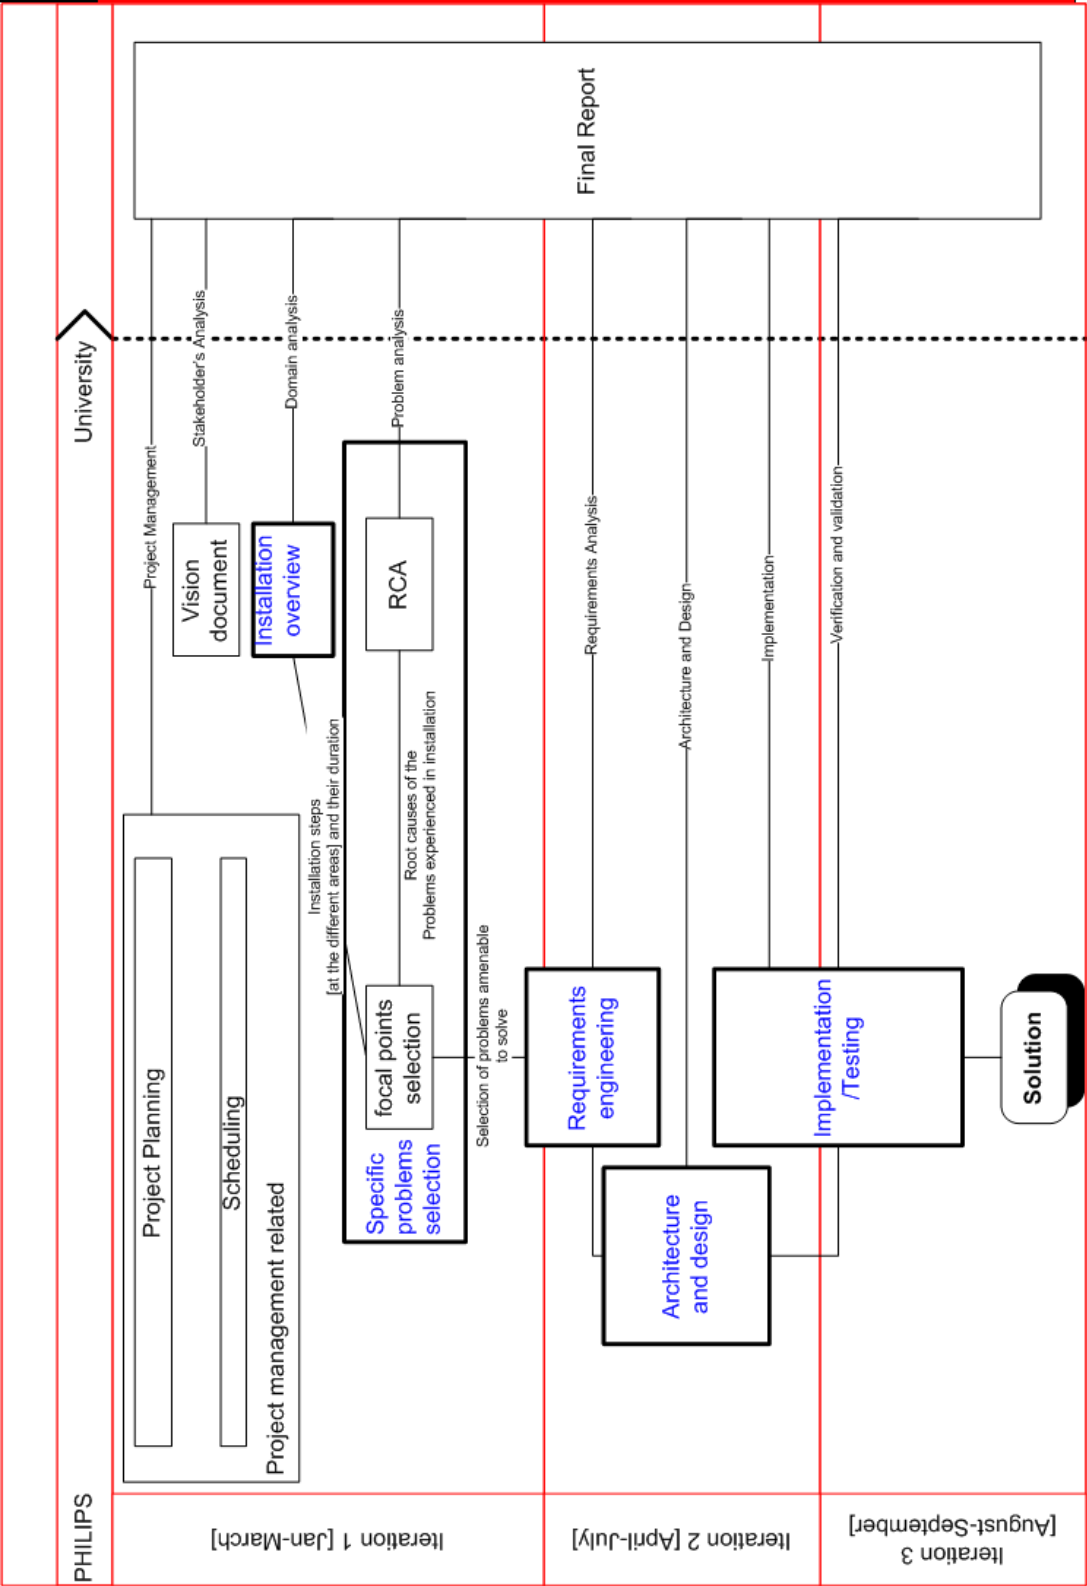 PHILIPS
University
Iteration 1 [Jan-March]
Project Planning
Scheduling
Project management related
Project Management
Vision
document
Stakeholder's Analysis
Installation
overview
Domain analysis
Installation steps
[at the different areas] and their duration
Specific
problems
selection
focal points
selection
Root causes of the
Problems experienced in installation
RCA
Problem analysis
Selection of problems amenable
to solve
Final Report
Iteration 2 [April-July]
Requirements
engineering
Requirements Analysis
Architecture
and design
Architecture and Design
Implementation
Iteration 3
[August-September]
Implementation
/Testing
Verification and validation
Solution